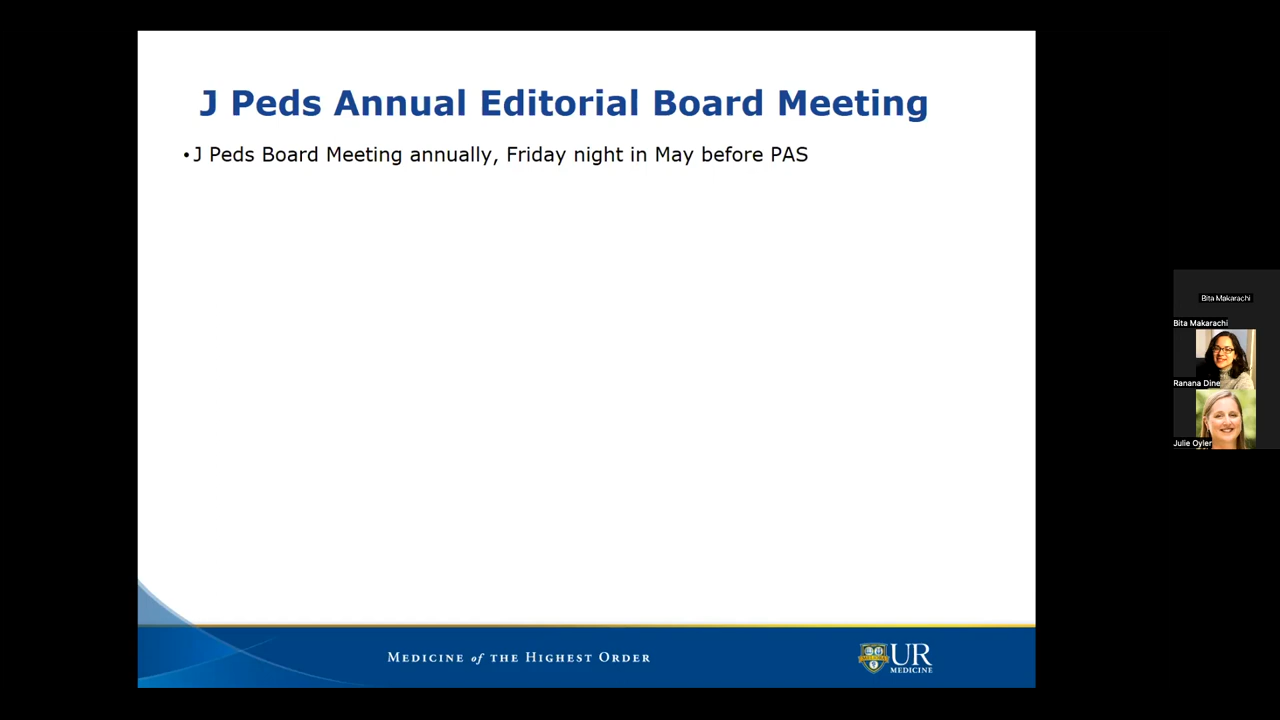 J Peds Annual Editorial Board Meeting
•J Peds Board Meeting annually, Friday night in May before PAS
Bita Makarachi
Bita Makarachi
Ranana Dine
Julie Oyler
MEDICINE of THE HIGHEST ORDER
UR
MEDICINE